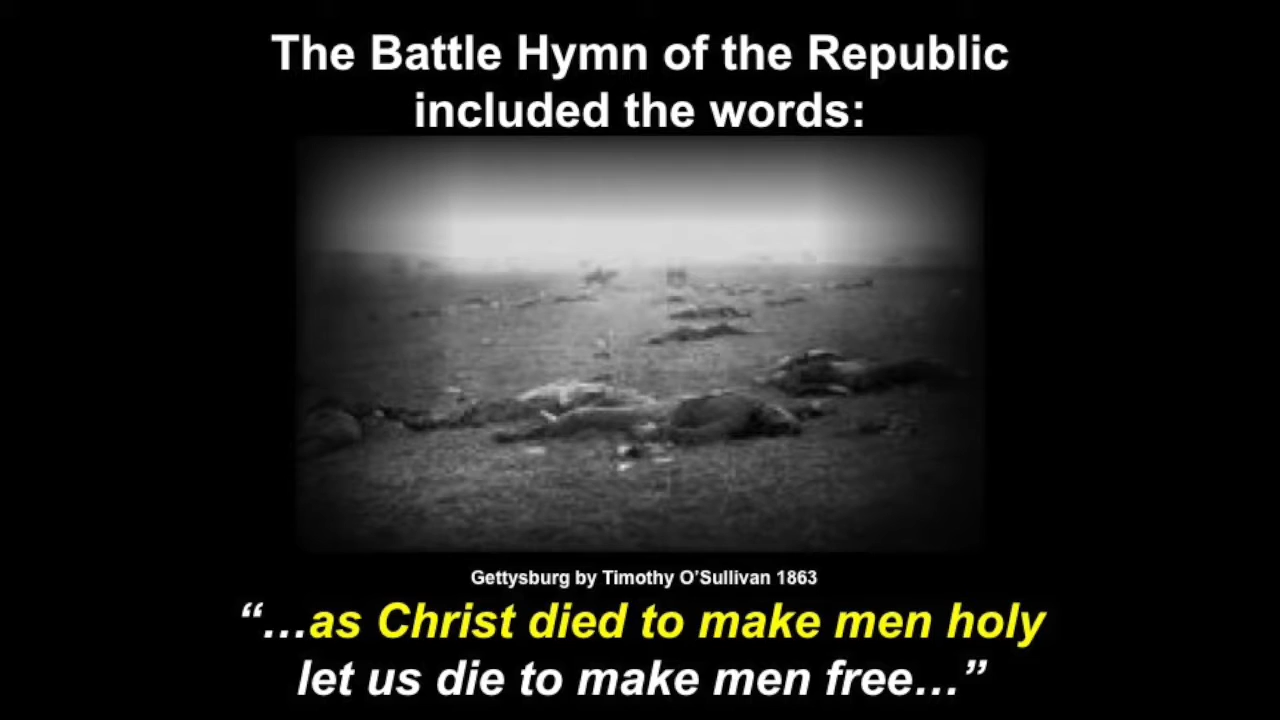 The Battle Hymn of the Republic
included the words:
Gettysburg by Timothy O’Sullivan 1863
“…as Christ died to make men holy
let us die to make men free…”